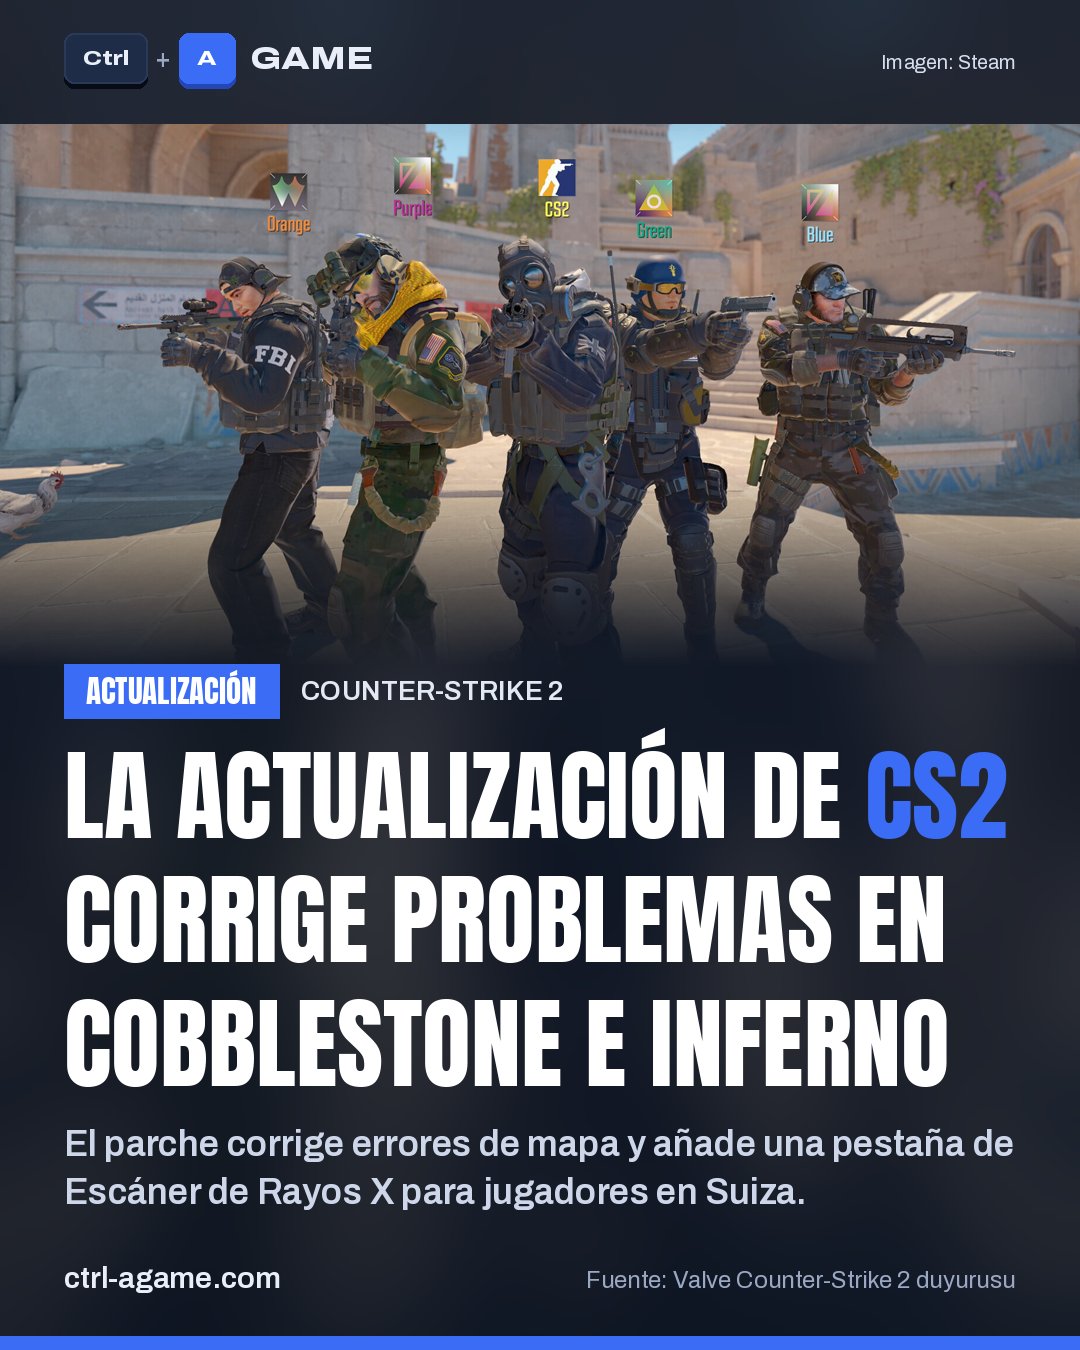 Ctrl + A GAME
Imagen: Steam
Orange
Purple
CS2
Green
Blue
FBI
ACTUALIZACIÓN
COUNTER-STRIKE 2
LA ACTUALIZACIÓN DE CS2
CORRIGE PROBLEMAS EN
COBBLESTONE E INFERNO
El parche corrige errores de mapa y añade una pestaña de
Escáner de Rayos X para jugadores en Suiza.
ctrl-agame.com
Fuente: Valve Counter-Strike 2 duyurusu